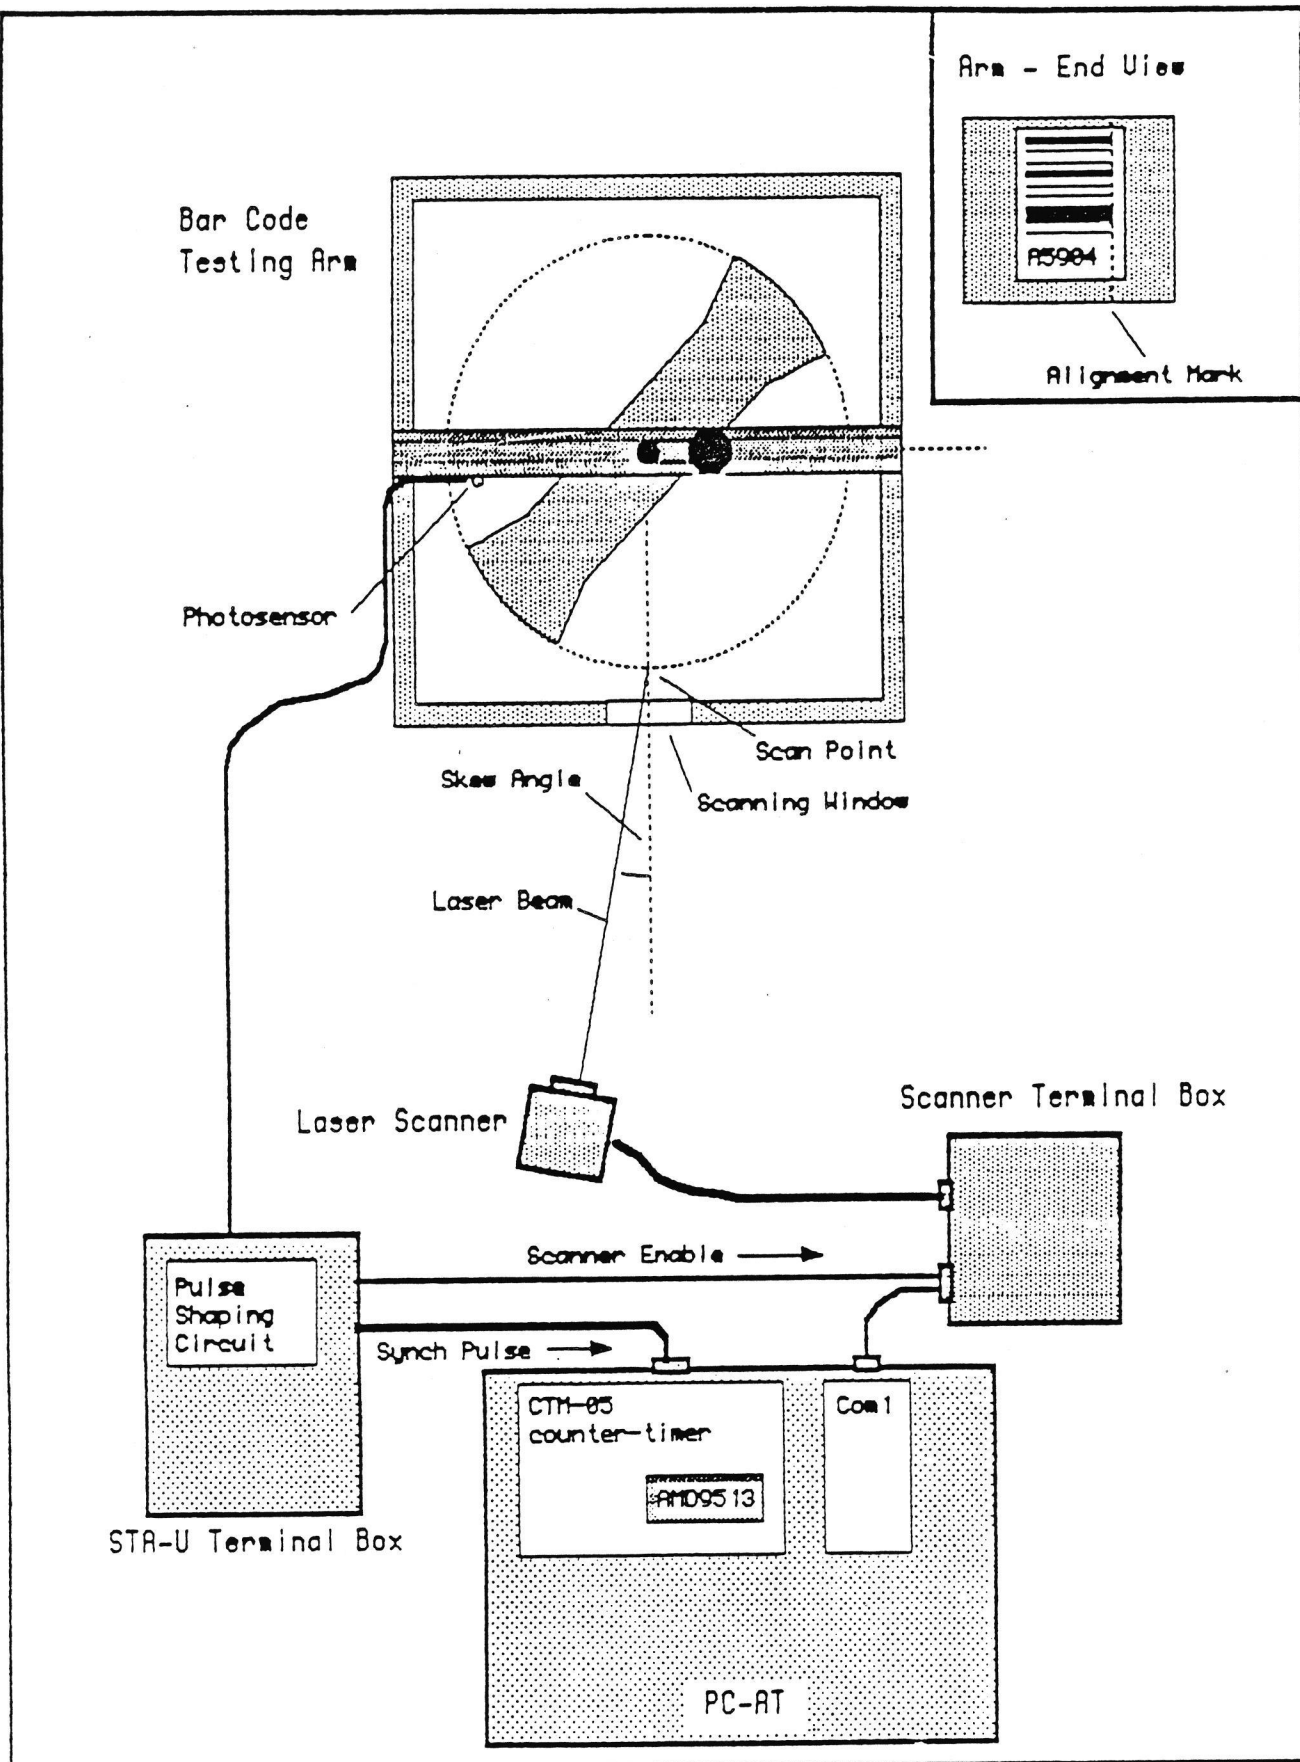 Arm - End View
A5904
Alignment Mark
Bar Code
Testing Arm
Photosensor
Scan Point
Skew Angle
Scanning Window
Laser Beam
Laser Scanner
Scanner Terminal Box
Scanner Enable
Pulse
Shaping
Circuit
Synch Pulse
CTM-05
counter-timer
Com1
AMD9513
STA-U Terminal Box
PC-AT